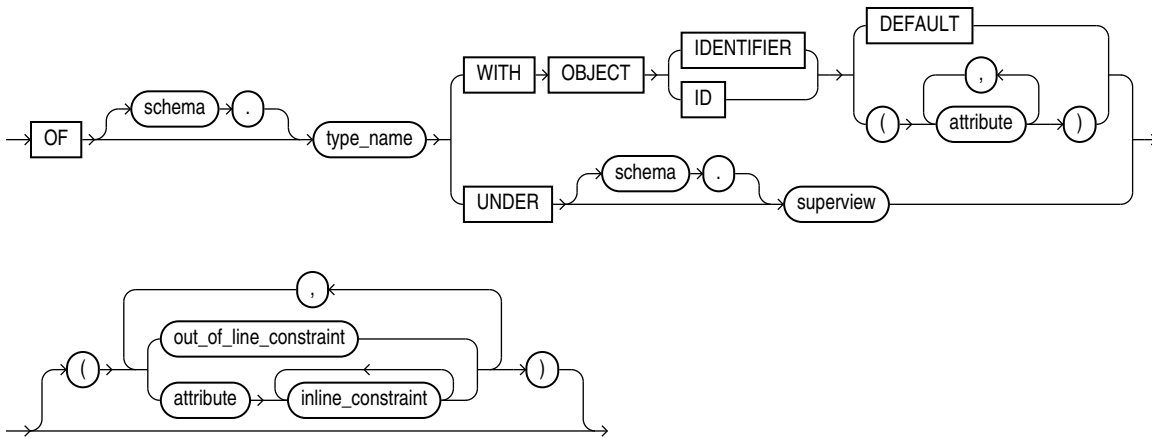 OF schema . type_name WITH OBJECT IDENTIFIER DEFAULT
ID ( attribute , )
UNDER schema . superview
( out_of_line_constraint , )
attribute inline_constraint